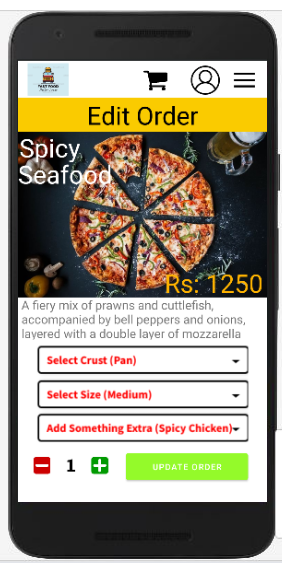 FAST FOOD
Edit Order
Spicy
Seafood
Rs: 1250
A fiery mix of prawns and cuttlefish,
accompanied by bell peppers and onions,
layered with a double layer of mozzarella
Select Crust (Pan)
Select Size (Medium)
Add Something Extra (Spicy Chicken)
1
UPDATE ORDER